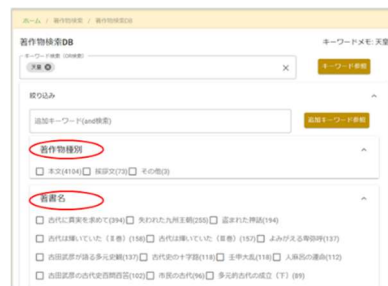 ホーム / 著作物検索 / 著作物検索DB
著作物検索DB キーワードメモ: 天皇
キーワード検索 (OR検索)
天皇
キーワード参照
絞り込み
追加キーワード(and検索) 追加キーワード参照
著作物種別
本文(4104) 採録文(73) その他(3)
著書名
古代に真実を求めて(394) 失われた九州王朝(255) 盗まれた神話(194)
古代は輝いていた(Ⅱ巻)(158) 古代は輝いていた(Ⅲ巻)(157) よみがえる卑弥呼(137)
古田武彦が語る多元史観(137) 古代史の十字路(118) 壬申大乱(118) 人麻呂の運命(112)
古田武彦の古代史百問百答(102) 市民の古代(96) 多元的古代の成立(下)(89)